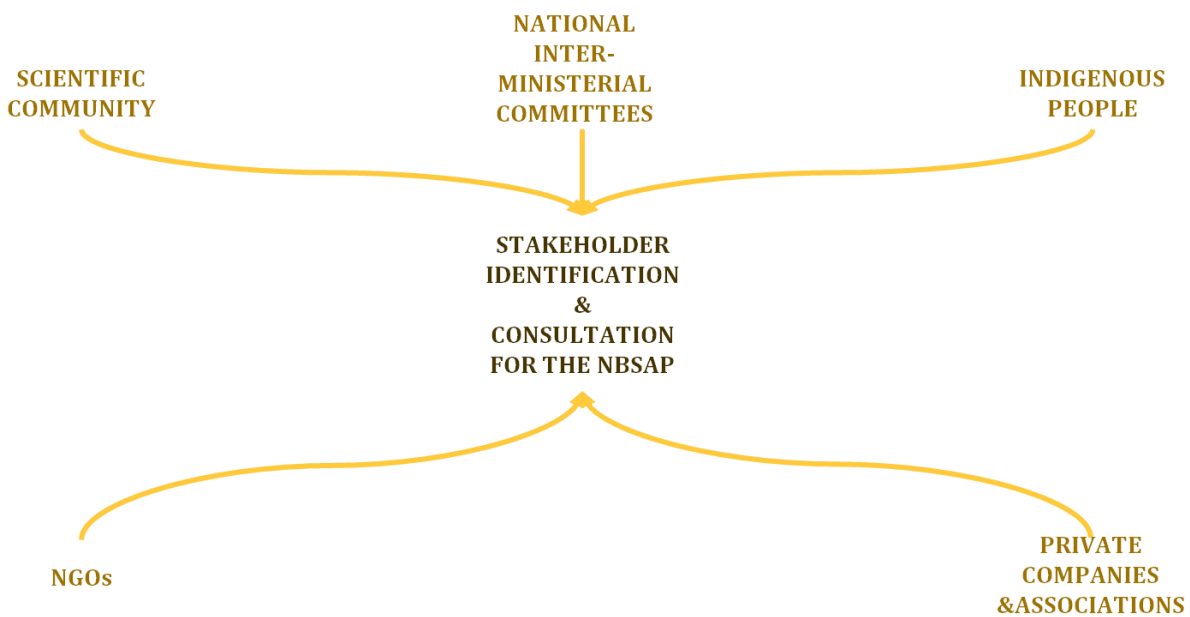 SCIENTIFIC
COMMUNITY
NATIONAL
INTER-
MINISTERIAL
COMMITTEES
INDIGENOUS
PEOPLE
STAKEHOLDER
IDENTIFICATION
&
CONSULTATION
FOR THE NBSAP
NGOs
PRIVATE
COMPANIES
&ASSOCIATIONS